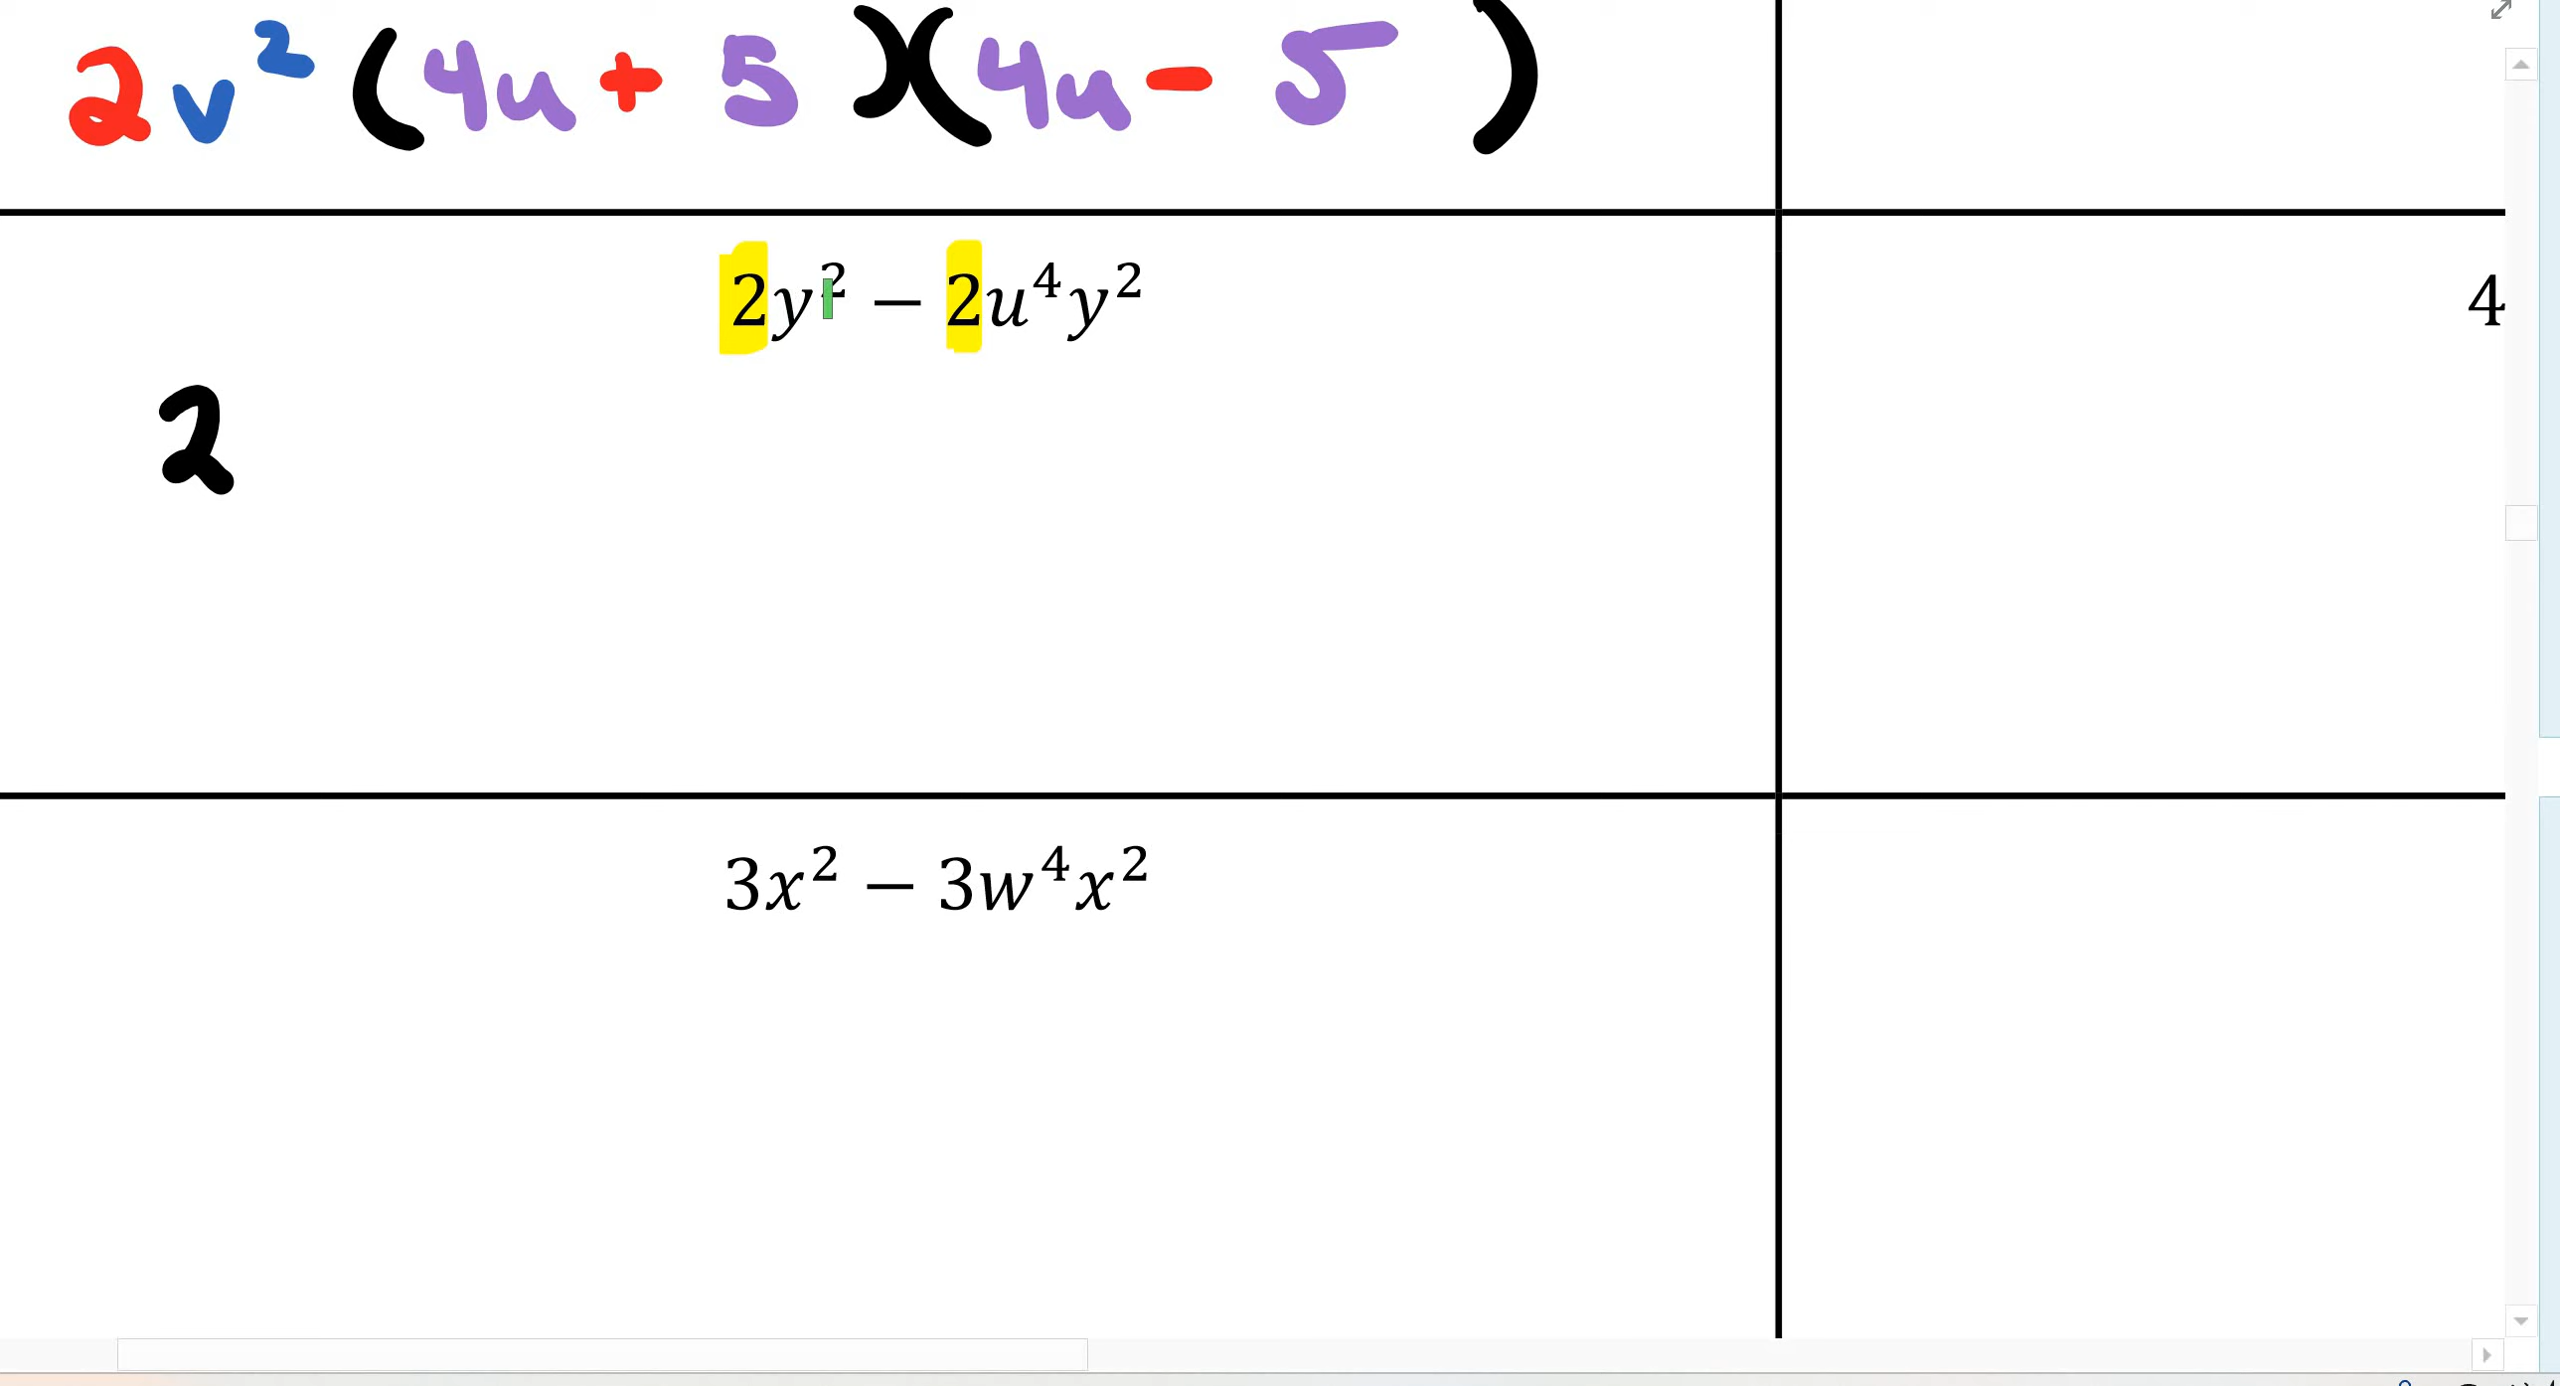 2v²(4u+5)(4u-5)
2y² − 2u⁴y²
4
2
3x² − 3w⁴x²